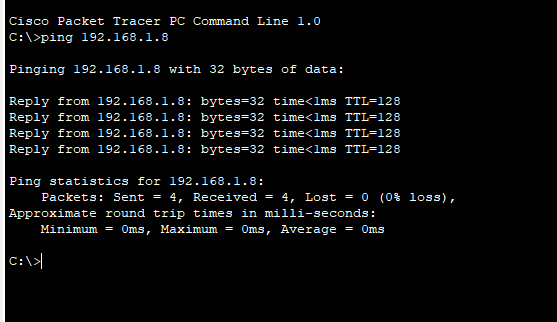 Cisco Packet Tracer PC Command Line 1.0
C:\>ping 192.168.1.8
Pinging 192.168.1.8 with 32 bytes of data:
Reply from 192.168.1.8: bytes=32 time<1ms TTL=128
Reply from 192.168.1.8: bytes=32 time<1ms TTL=128
Reply from 192.168.1.8: bytes=32 time<1ms TTL=128
Reply from 192.168.1.8: bytes=32 time<1ms TTL=128
Ping statistics for 192.168.1.8:
    Packets: Sent = 4, Received = 4, Lost = 0 (0% loss),
Approximate round trip times in milli-seconds:
    Minimum = 0ms, Maximum = 0ms, Average = 0ms
C:\>